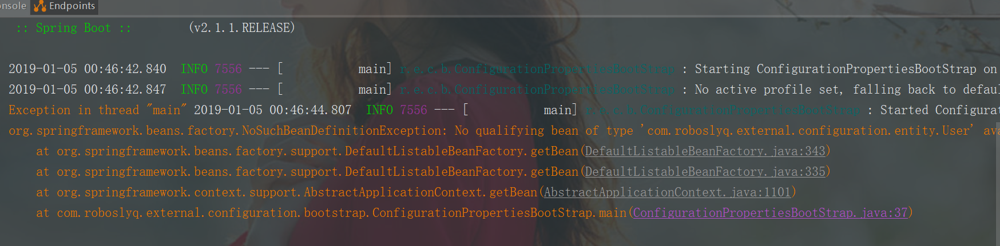 onsole Endpoints
:: Spring Boot :: (v2.1.1.RELEASE)
2019-01-05 00:46:42.840 INFO 7556 --- [ main] r.e.c.b.ConfigurationPropertiesBootStrap : Starting ConfigurationPropertiesBootStrap on
2019-01-05 00:46:42.847 INFO 7556 --- [ main] r.e.c.b.ConfigurationPropertiesBootStrap : No active profile set, falling back to defaul
Exception in thread "main" 2019-01-05 00:46:44.807 INFO 7556 --- [ main] r.e.c.b.ConfigurationPropertiesBootStrap : Started Configurat
org.springframework.beans.factory.NoSuchBeanDefinitionException: No qualifying bean of type 'com.roboslyq.external.configuration.entity.User' ava
at org.springframework.beans.factory.support.DefaultListableBeanFactory.getBean(DefaultListableBeanFactory.java:343)
at org.springframework.beans.factory.support.DefaultListableBeanFactory.getBean(DefaultListableBeanFactory.java:335)
at org.springframework.context.support.AbstractApplicationContext.getBean(AbstractApplicationContext.java:1101)
at com.roboslyq.external.configuration.bootstrap.ConfigurationPropertiesBootStrap.main(ConfigurationPropertiesBootStrap.java:37)